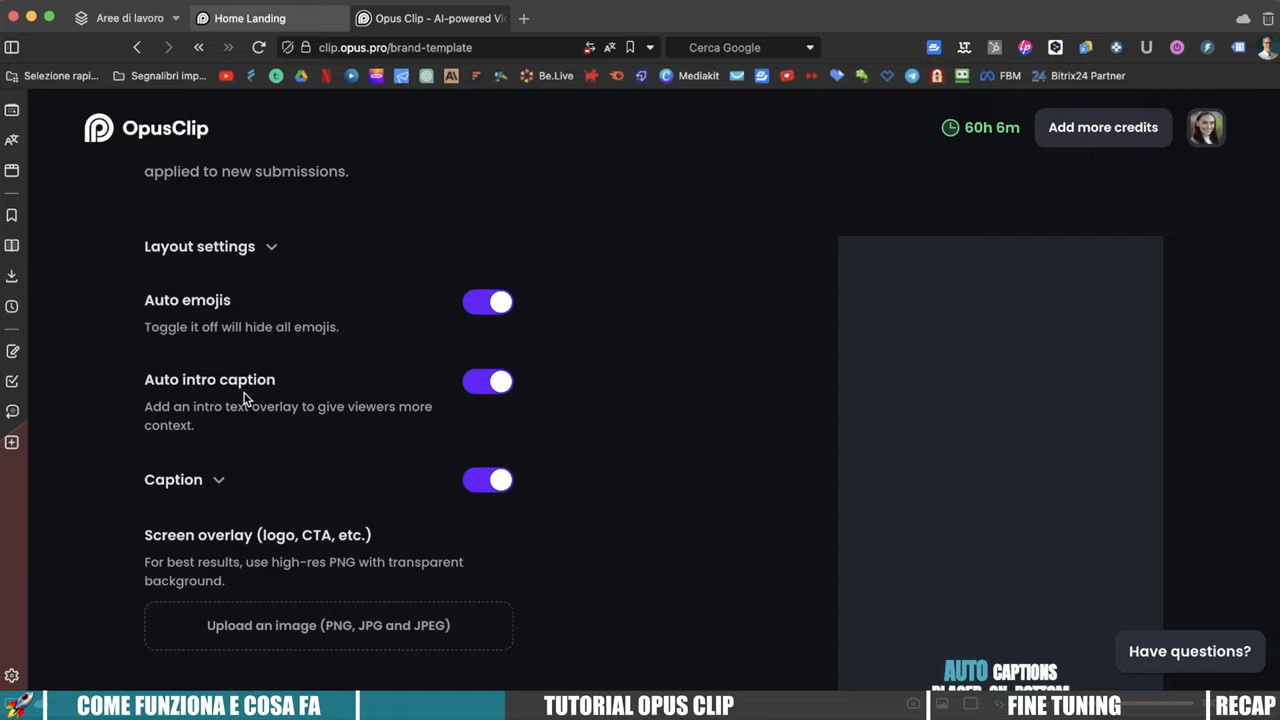 Aree di lavoro
Home Landing
Opus Clip - AI-powered Vi
clip.opus.pro/brand-template
Cerca Google
Selezione rapi...
Segnalibri imp...
Be.Live
Mediakit
FBM
Bitrix24 Partner
OpusClip
60h 6m
Add more credits
applied to new submissions.
Layout settings
Auto emojis
Toggle it off will hide all emojis.
Auto intro caption
Add an intro text overlay to give viewers more
context.
Caption
Screen overlay (logo, CTA, etc.)
For best results, use high-res PNG with transparent
background.
Upload an image (PNG, JPG and JPEG)
Have questions?
AUTO CAPTIONS
PLACED ON BOTTOM
COME FUNZIONA E COSA FA
TUTORIAL OPUS CLIP
FINE TUNING
RECAP